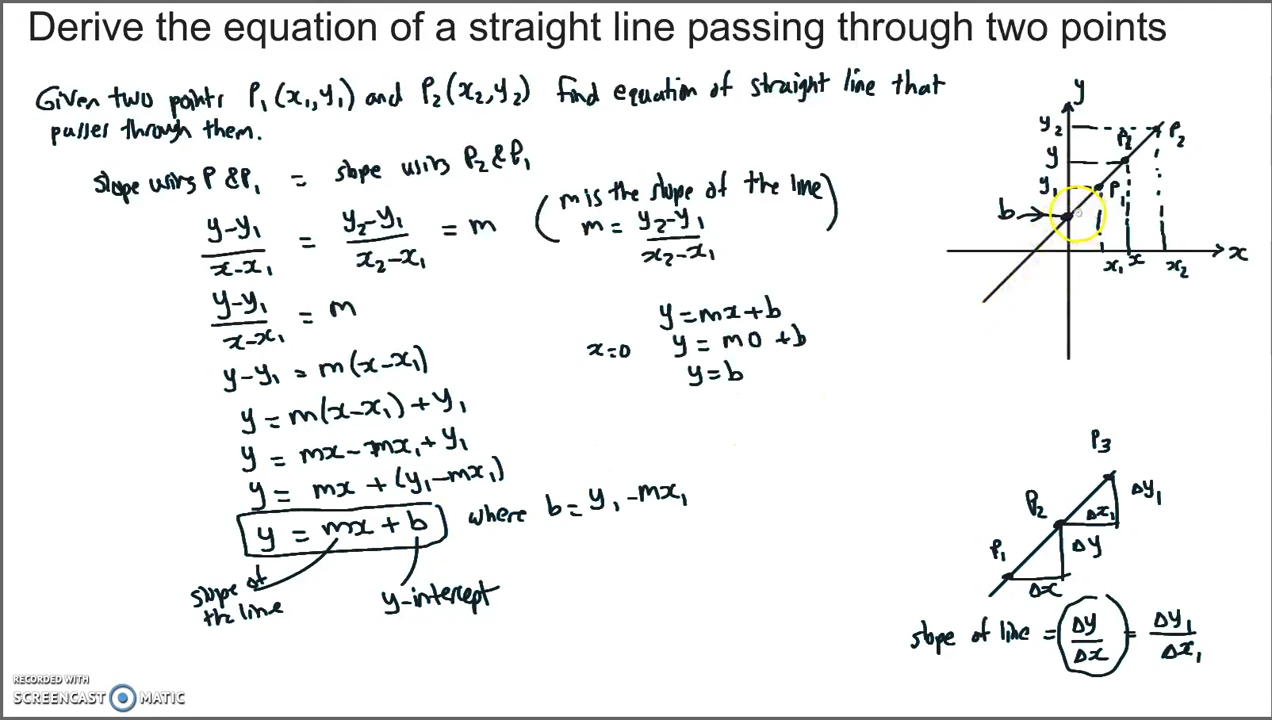 Derive the equation of a straight line passing through two points
Given two points P₁(x₁,y₁) and P₂(x₂,y₂) Find equation of straight line that
passes through them.
slope using P & P₁ = slope using P₂ & P₁
(y-y₁)/(x-x₁) = (y₂-y₁)/(x₂-x₁) = m
(m is the slope of the line
m = (y₂-y₁)/(x₂-x₁))
(y-y₁)/(x-x₁) = m
y-y₁ = m(x-x₁)
y = m(x-x₁)+y₁
y = mx-mx₁+y₁
y = mx+(y₁-mx₁)
y = mx+b where b = y₁-mx₁
slope of
the line
y-intercept
y=mx+b
x=0 y = m0+b
y=b
y
y₂
P₂
y
y₁
P₁
b
x₁ x x₂
x
P₃
P₂
Δy₁
Δx₁
P₁
Δy
Δx
slope of line = Δy/Δx = Δy₁/Δx₁
RECORDED WITH
SCREENCAST MATIC